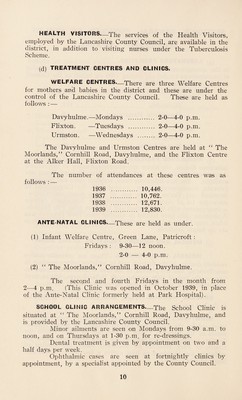 HEALTH VISITORS.—The services of the Health Visitors,
employed by the Lancashire County Council, are available in the
district, in addition to visiting nurses under the Tuberculosis
Scheme.
(d) TREATMENT CENTRES AND CLINICS.
WELFARE CENTRES.—There are three Welfare Centres
for mothers and babies in the district and these are under the
control of the Lancashire County Council. These are held as
follows :—
Davyhulme.—Mondays ............ 2-0—4-0 p.m.
Flixton. —Tuesdays ............ 2-0—4-0 p.m.
Urmston. —Wednesdays ......... 2-0—4-0 p.m.
The Davyhulme and Urmston Centres are held at " The
Moorlands," Cornhill Road, Davyhulme, and the Flixton Centre
at the Alker Hall, Flixton Road.
The number of attendances at these centres was as
follows :—
1936 ............ 10,446.
1937 ............ 10,762.
1938 ............ 12,671.
1939 ............ 12,830.
ANTE-NATAL CLINICS.—These are held as under.
(1) Infant Welfare Centre, Green Lane, Patricroft :
Fridays : 9-30—12 noon.
2-0 — 4-0 p.m.
(2) " The Moorlands," Cornhill Road, Davyhulme.
The second and fourth Fridays in the month from
2—4 p.m. (This Clinic was opened in October 1939, in place
of the Ante-Natal Clinic formerly held at Park Hospital).
SCHOOL CLINIC ARRANGEMENTS.—The School Clinic is
situated at " The Moorlands," Cornhill Road, Davyhulme, and
is provided by the Lancashire County Council.
Minor ailments are seen on Mondays from 9-30 a.m. to
noon, and on Thursdays at 1-30 p.m. for re-dressings.
Dental treatment is given by appointment on two and a
half days per week.
Ophthalmic cases are seen at fortnightly clinics by
appointment, by a specialist appointed by the County Council.
10